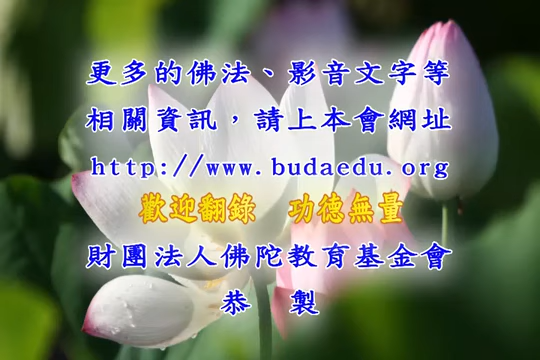 更多的佛法、影音文字等
相關資訊，請上本會網址
http://www.budaedu.org
歡迎翻錄　功德無量
財團法人佛陀教育基金會
恭　製